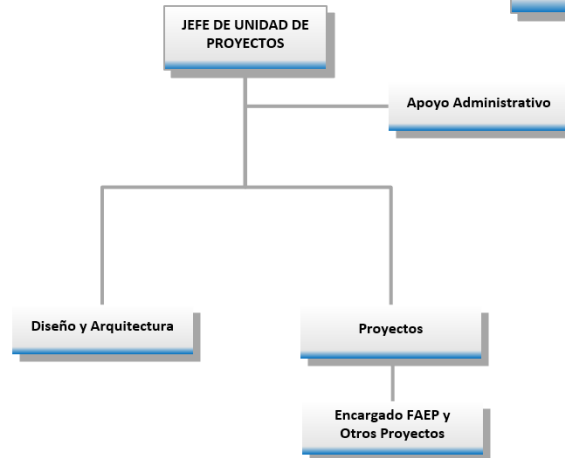 JEFE DE UNIDAD DE
PROYECTOS
Apoyo Administrativo
Diseño y Arquitectura
Proyectos
Encargado FAEP y
Otros Proyectos